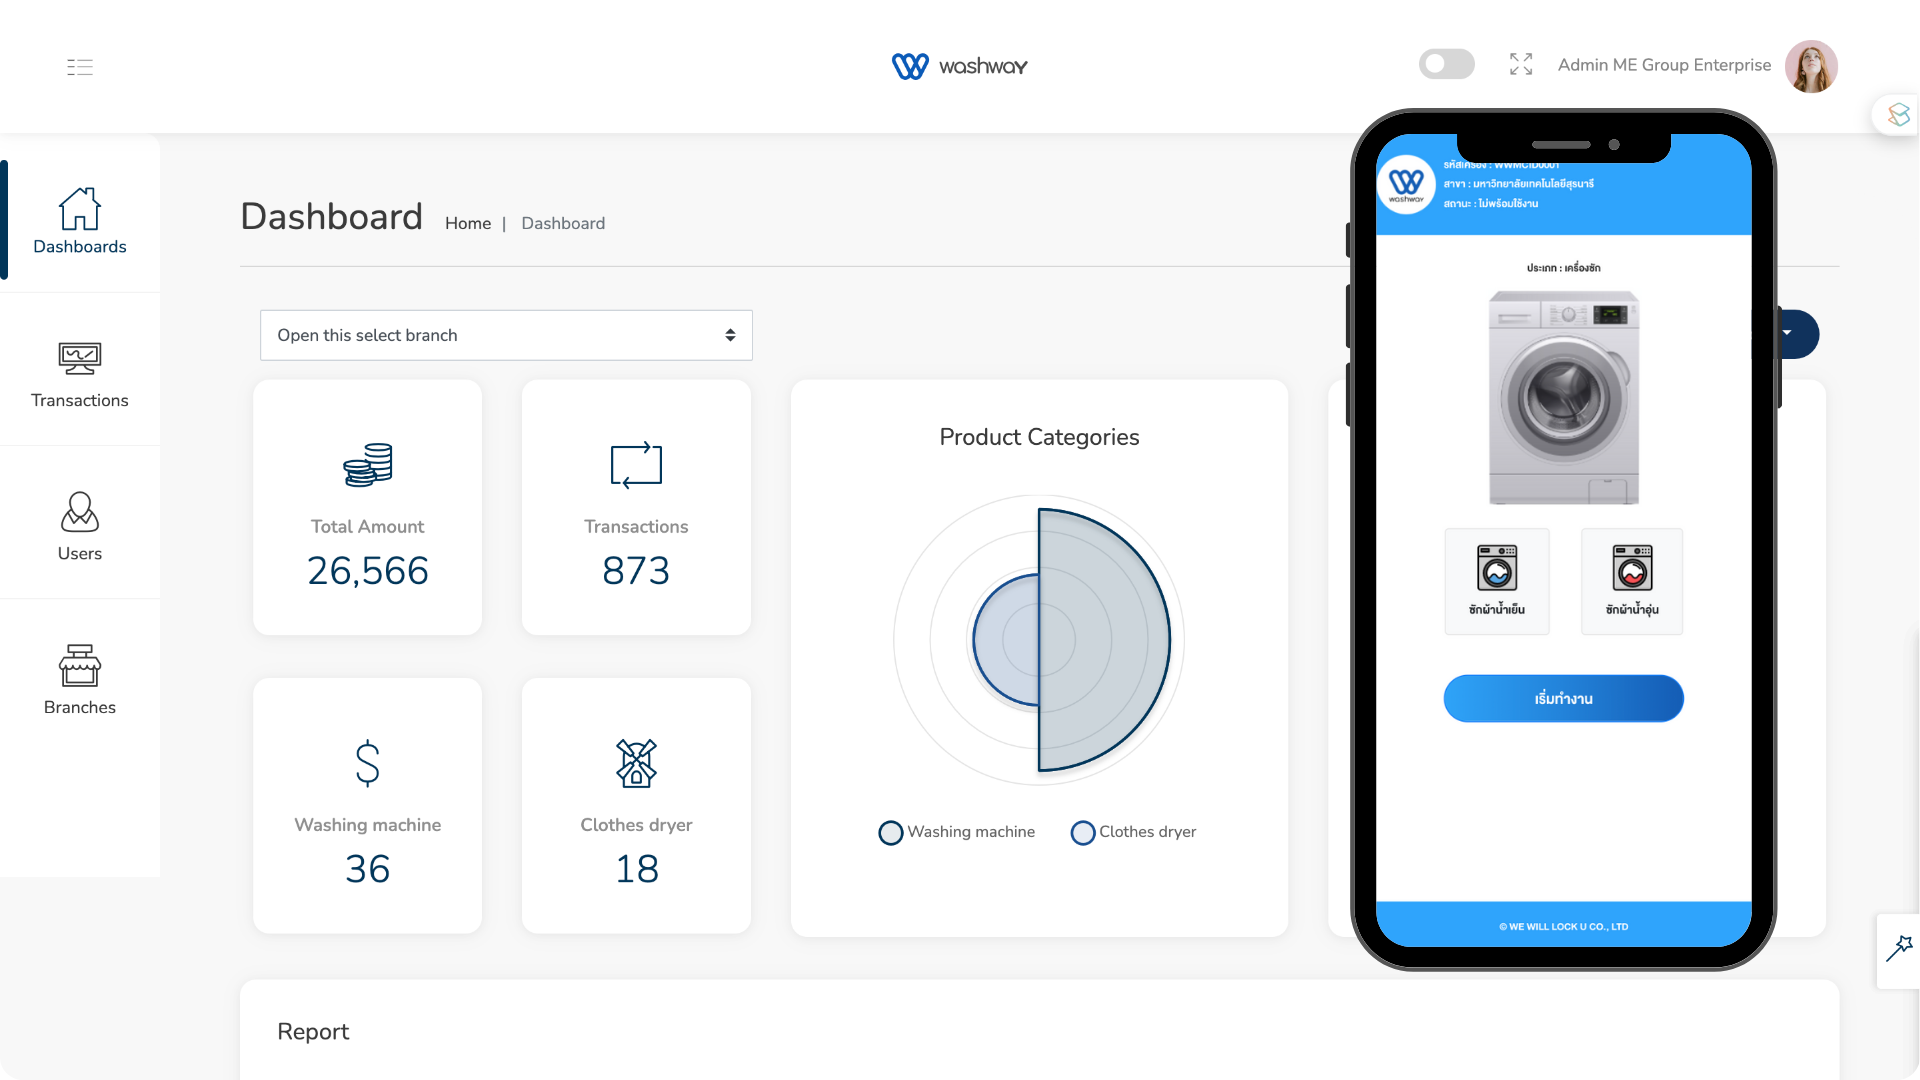 washway
Admin ME Group Enterprise
Dashboards
Transactions
Users
Branches
Dashboard
Home | Dashboard
Open this select branch
Total Amount
26,566
Transactions
873
Washing machine
36
Clothes dryer
18
Product Categories
Washing machine
Clothes dryer
Report
washway
รหัสเครื่อง : WWMC1D0001
สาขา : มหาวิทยาลัยเทคโนโลยีสุรนารี
สถานะ : ไม่พร้อมใช้งาน
ประเภท : เครื่องซัก
ซักผ้าน้ำเย็น
ซักผ้าน้ำอุ่น
เริ่มทำงาน
© WE WILL LOCK U CO., LTD